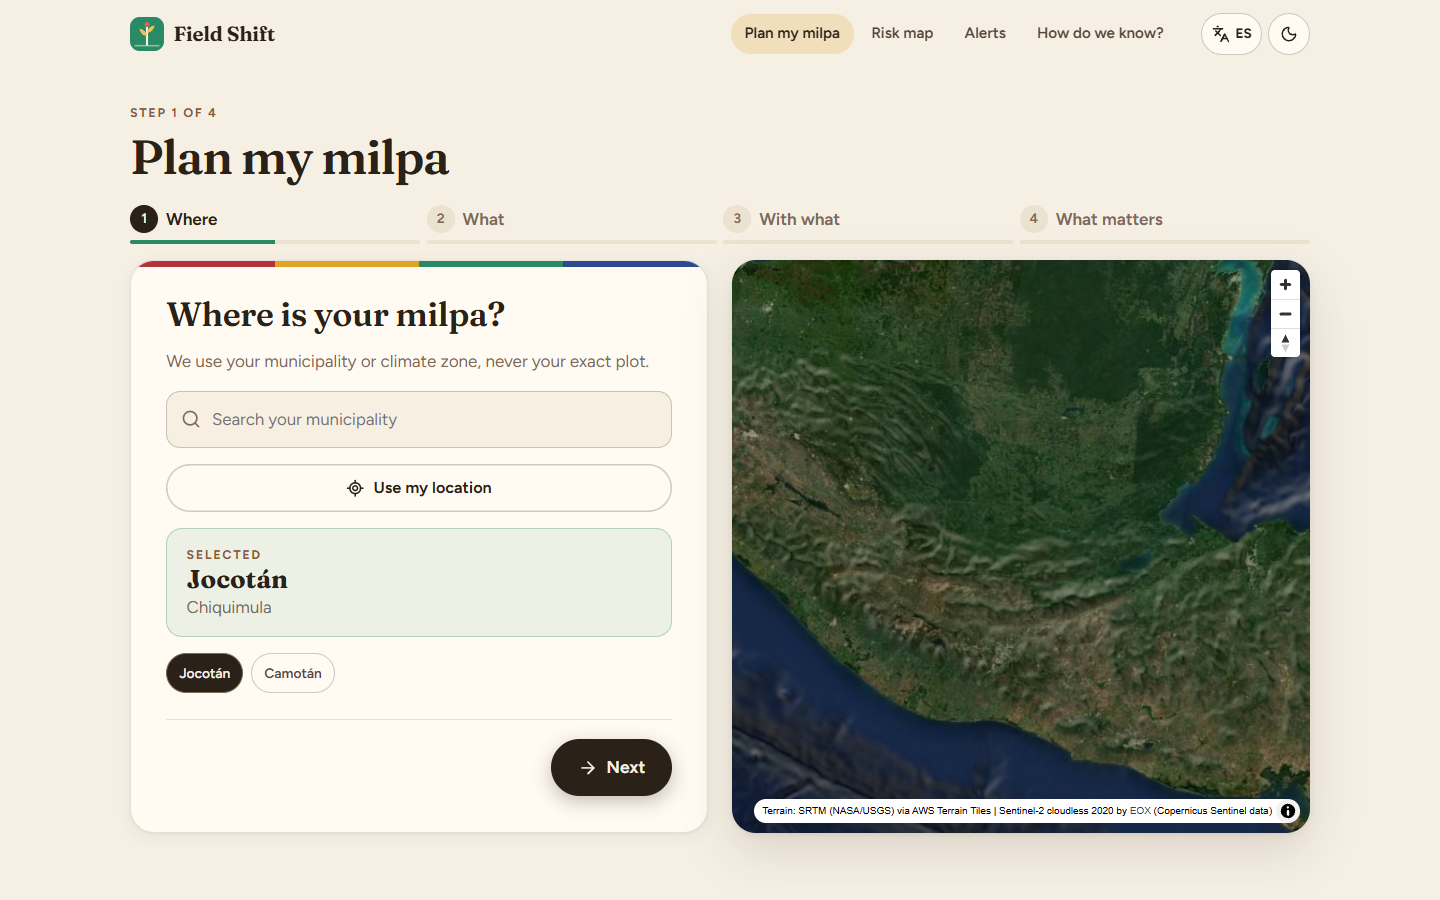 Field Shift
Plan my milpa
Risk map
Alerts
How do we know?
ES
STEP 1 OF 4
Plan my milpa
1 Where
2 What
3 With what
4 What matters
Where is your milpa?
We use your municipality or climate zone, never your exact plot.
Search your municipality
Use my location
SELECTED
Jocotán
Chiquimula
Jocotán
Camotán
Next
Terrain: SRTM (NASA/USGS) via AWS Terrain Tiles | Sentinel-2 cloudless 2020 by EOX (Copernicus Sentinel data)